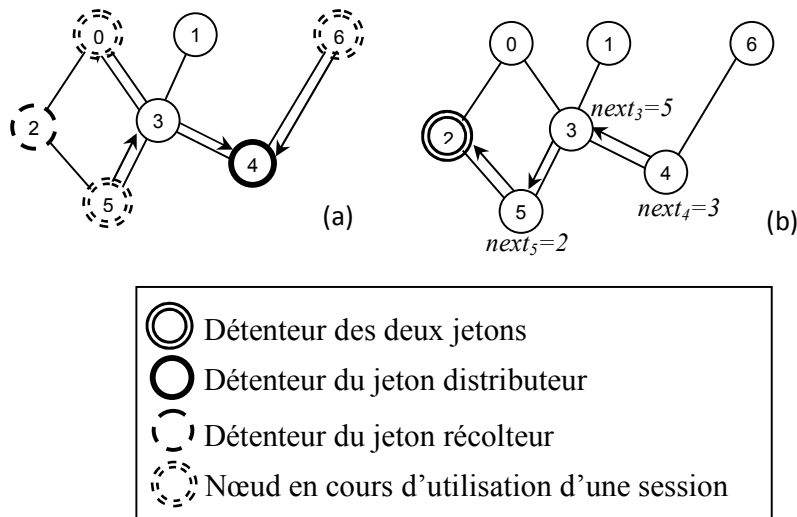 0 1 6
2 3 4 5
(a)
0 1 6
2 3 next₃=5
4
5 next₄=3
next₅=2
(b)
Détenteur des deux jetons
Détenteur du jeton distributeur
Détenteur du jeton récolteur
Nœud en cours d’utilisation d’une session